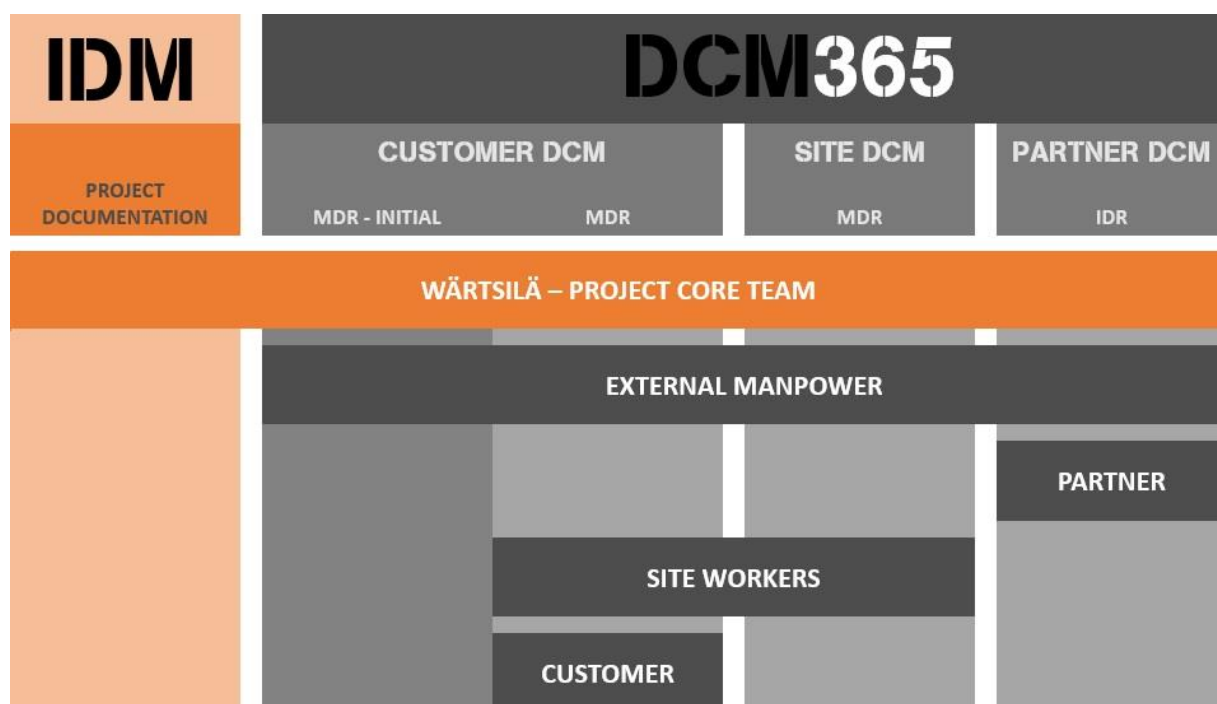 IDM
DCM365
CUSTOMER DCM
SITE DCM
PARTNER DCM
PROJECT
DOCUMENTATION
MDR - INITIAL
MDR
MDR
IDR
WÄRTSILÄ – PROJECT CORE TEAM
EXTERNAL MANPOWER
PARTNER
SITE WORKERS
CUSTOMER